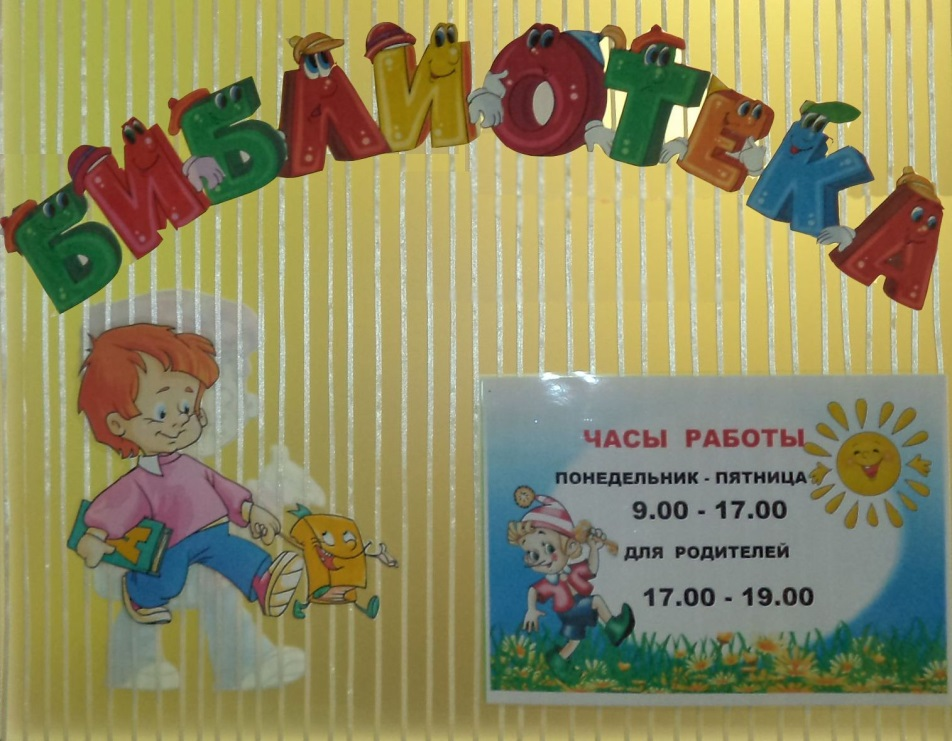 БИБЛИОТЕКА
А
ЧАСЫ РАБОТЫ
ПОНЕДЕЛЬНИК - ПЯТНИЦА
9.00 - 17.00
ДЛЯ РОДИТЕЛЕЙ
17.00 - 19.00